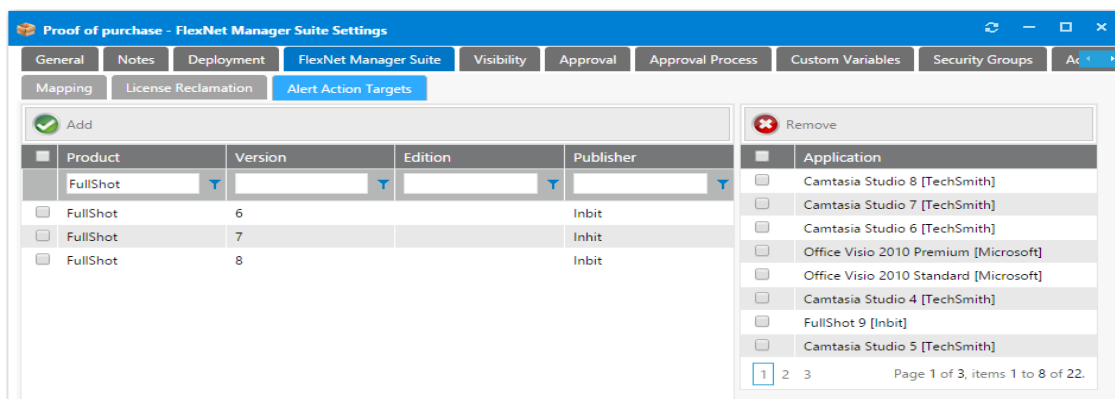 Proof of purchase - FlexNet Manager Suite Settings
General Notes Deployment FlexNet Manager Suite Visibility Approval Approval Process Custom Variables Security Groups
Mapping License Reclamation Alert Action Targets
Add
Product Version Edition Publisher
FullShot
FullShot 6 Inbit
FullShot 7 Inhit
FullShot 8 Inbit
Remove
Application
Camtasia Studio 8 [TechSmith]
Camtasia Studio 7 [TechSmith]
Camtasia Studio 6 [TechSmith]
Office Visio 2010 Premium [Microsoft]
Office Visio 2010 Standard [Microsoft]
Camtasia Studio 4 [TechSmith]
FullShot 9 [Inbit]
Camtasia Studio 5 [TechSmith]
1 2 3 Page 1 of 3, items 1 to 8 of 22.